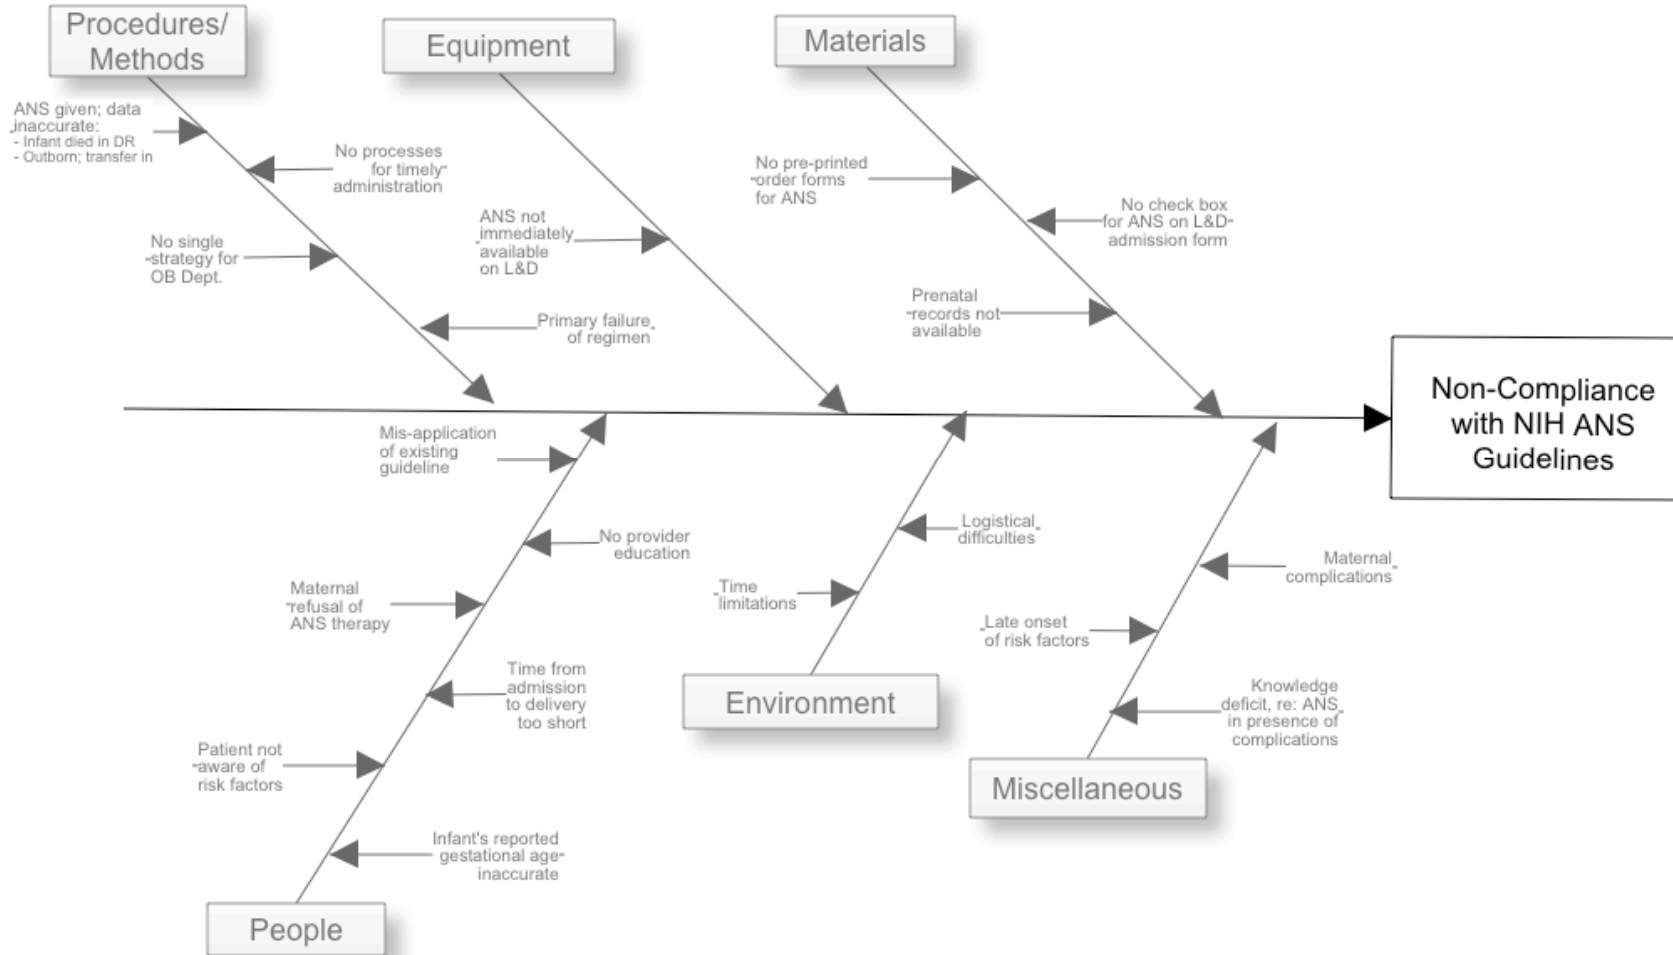 Procedures/
Methods
Equipment
Materials
ANS given; data
inaccurate:
- Infant died in DR
- Outborn; transfer in
No processes
for timely
administration
No single
strategy for
OB Dept.
Primary failure
of regimen
ANS not
immediately
available
on L&D
No pre-printed
order forms
for ANS
No check box
for ANS on L&D
admission form
Prenatal
records not
available
Non-Compliance
with NIH ANS
Guidelines
Mis-application
of existing
guideline
No provider
education
Maternal
refusal of
ANS therapy
Time from
admission
to delivery
too short
Patient not
aware of
risk factors
Infant's reported
gestational age
inaccurate
People
Logistical
difficulties
Time
limitations
Environment
Maternal
complications
Late onset
of risk factors
Knowledge
deficit, re: ANS
in presence of
complications
Miscellaneous